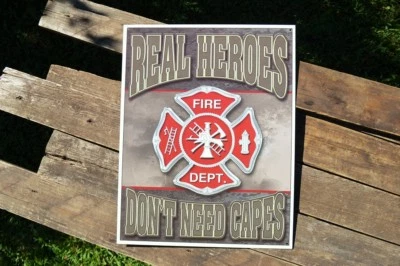 REAL HEROES
FIRE
DEPT.
DON'T NEED CAPES